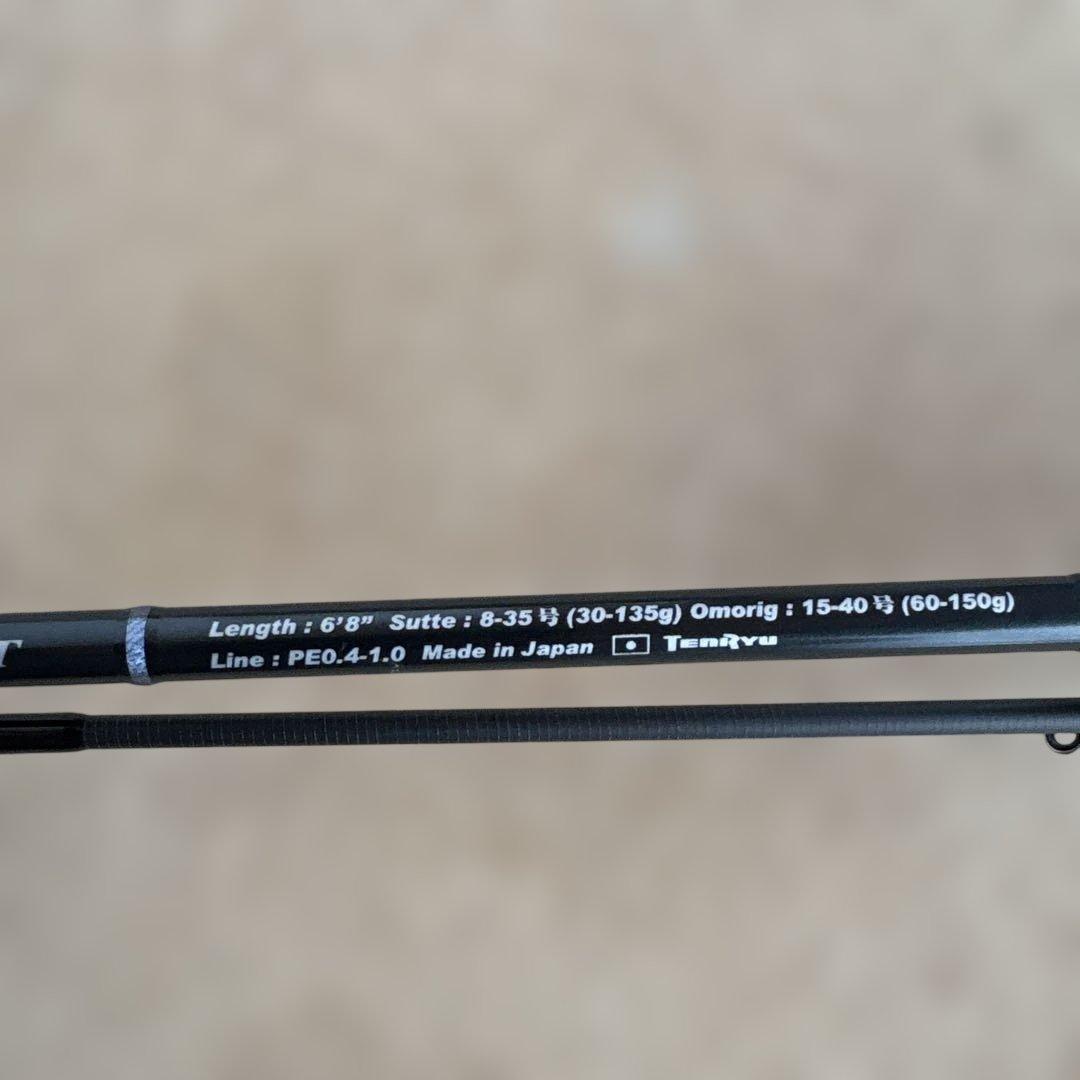 T
Length : 6’8” Sutte : 8-35号 (30-135g) Omorig : 15-40号 (60-150g)
Line : PE0.4-1.0 Made in Japan TENRYU